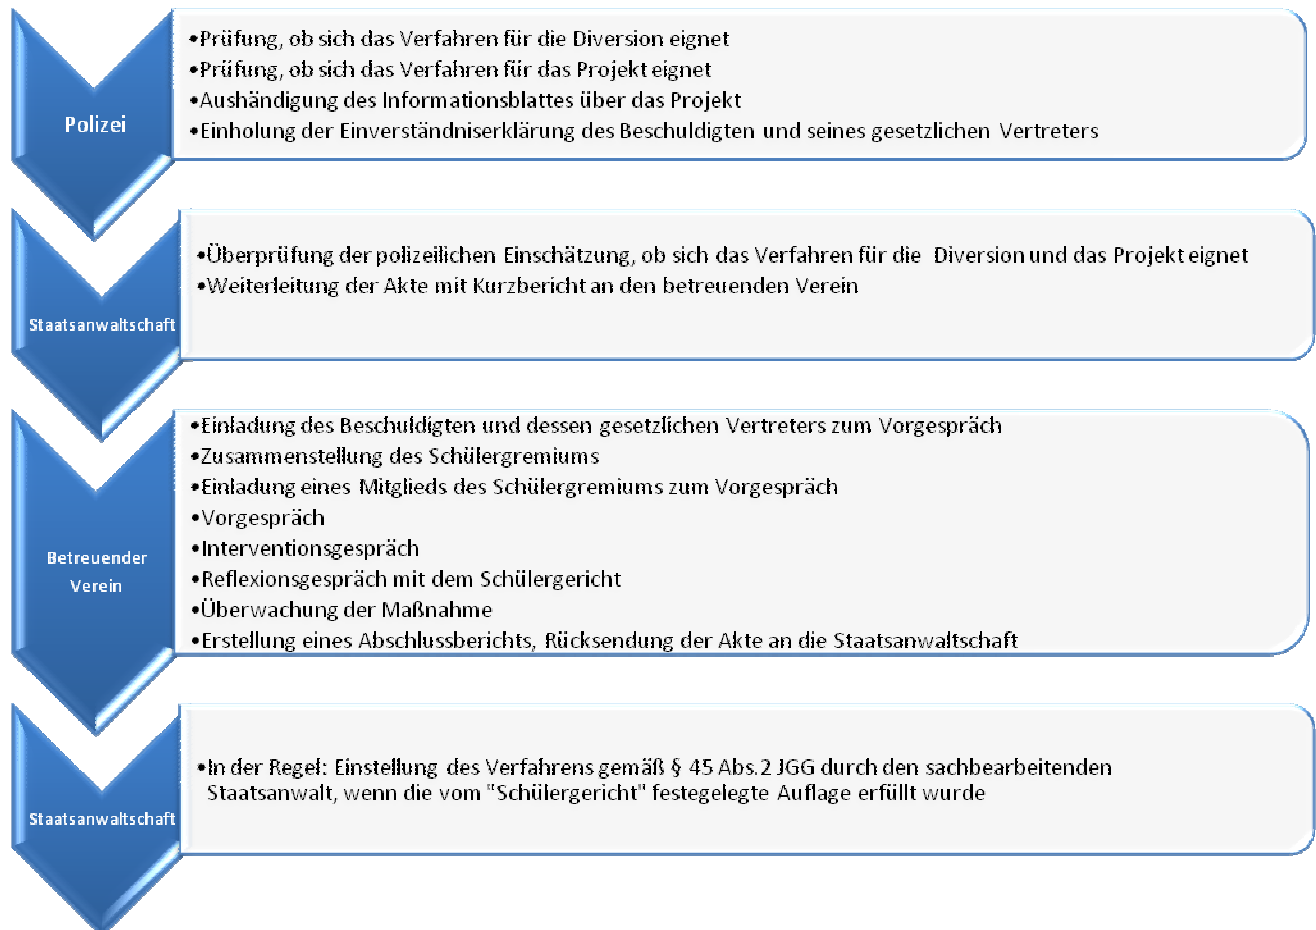 Polizei
•Prüfung, ob sich das Verfahren für die Diversion eignet
•Prüfung, ob sich das Verfahren für das Projekt eignet
•Aushändigung des Informationsblattes über das Projekt
•Einholung der Einverständniserklärung des Beschuldigten und seines gesetzlichen Vertreters
Staatsanwaltschaft
•Überprüfung der polizeilichen Einschätzung, ob sich das Verfahren für die Diversion und das Projekt eignet
•Weiterleitung der Akte mit Kurzbericht an den betreuenden Verein
Betreuender
Verein
•Einladung des Beschuldigten und dessen gesetzlichen Vertreters zum Vorgespräch
•Zusammenstellung des Schülergremiums
•Einladung eines Mitglieds des Schülergremiums zum Vorgespräch
•Vorgespräch
•Interventionsgespräch
•Reflexionsgespräch mit dem Schülergericht
•Überwachung der Maßnahme
•Erstellung eines Abschlussberichts, Rücksendung der Akte an die Staatsanwaltschaft
Staatsanwaltschaft
•In der Regel: Einstellung des Verfahrens gemäß § 45 Abs.2 JGG durch den sachbearbeitenden
Staatsanwalt, wenn die vom "Schülergericht" festegelegte Auflage erfüllt wurde